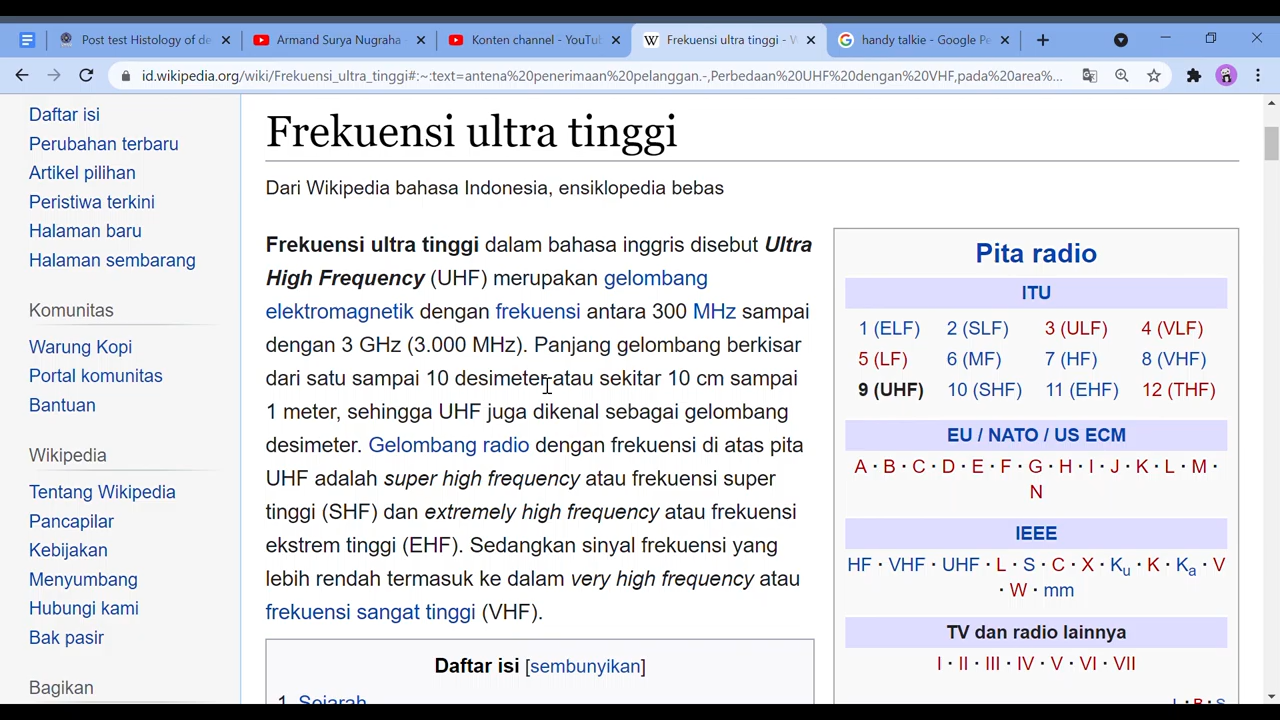 Post test Histology of de
Armand Surya Nugraha
Konten channel - YouTu
Frekuensi ultra tinggi - W
handy talkie - Google Pe
id.wikipedia.org/wiki/Frekuensi_ultra_tinggi#:~:text=antena%20penerimaan%20pelanggan.-,Perbedaan%20UHF%20dengan%20VHF,pada%20area%...
Daftar isi
Perubahan terbaru
Artikel pilihan
Peristiwa terkini
Halaman baru
Halaman sembarang
Komunitas
Warung Kopi
Portal komunitas
Bantuan
Wikipedia
Tentang Wikipedia
Pancapilar
Kebijakan
Menyumbang
Hubungi kami
Bak pasir
Bagikan
Frekuensi ultra tinggi
Dari Wikipedia bahasa Indonesia, ensiklopedia bebas
Frekuensi ultra tinggi dalam bahasa inggris disebut Ultra
High Frequency (UHF) merupakan gelombang
elektromagnetik dengan frekuensi antara 300 MHz sampai
dengan 3 GHz (3.000 MHz). Panjang gelombang berkisar
dari satu sampai 10 desimeter atau sekitar 10 cm sampai
1 meter, sehingga UHF juga dikenal sebagai gelombang
desimeter. Gelombang radio dengan frekuensi di atas pita
UHF adalah super high frequency atau frekuensi super
tinggi (SHF) dan extremely high frequency atau frekuensi
ekstrem tinggi (EHF). Sedangkan sinyal frekuensi yang
lebih rendah termasuk ke dalam very high frequency atau
frekuensi sangat tinggi (VHF).
Daftar isi [sembunyikan]
1 Sejarah
Pita radio
ITU
1 (ELF) 2 (SLF) 3 (ULF) 4 (VLF)
5 (LF) 6 (MF) 7 (HF) 8 (VHF)
9 (UHF) 10 (SHF) 11 (EHF) 12 (THF)
EU / NATO / US ECM
A · B · C · D · E · F · G · H · I · J · K · L · M ·
N
IEEE
HF · VHF · UHF · L · S · C · X · Ku · K · Ka · V
· W · mm
TV dan radio lainnya
I · II · III · IV · V · VI · VII
L · B · S